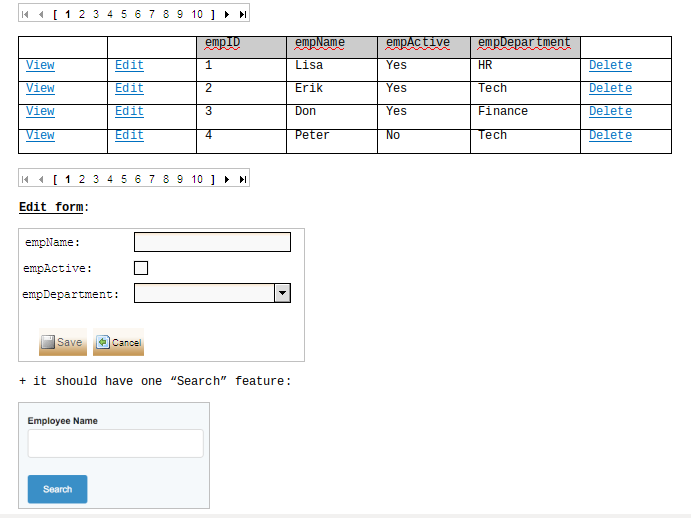 [ 1 2 3 4 5 6 7 8 9 10 ]
empID empName empActive empDepartment
View Edit 1 Lisa Yes HR Delete
View Edit 2 Erik Yes Tech Delete
View Edit 3 Don Yes Finance Delete
View Edit 4 Peter No Tech Delete
[ 1 2 3 4 5 6 7 8 9 10 ]
Edit form:
empName:
empActive:
empDepartment:
Save Cancel
+ it should have one “Search” feature:
Employee Name
Search